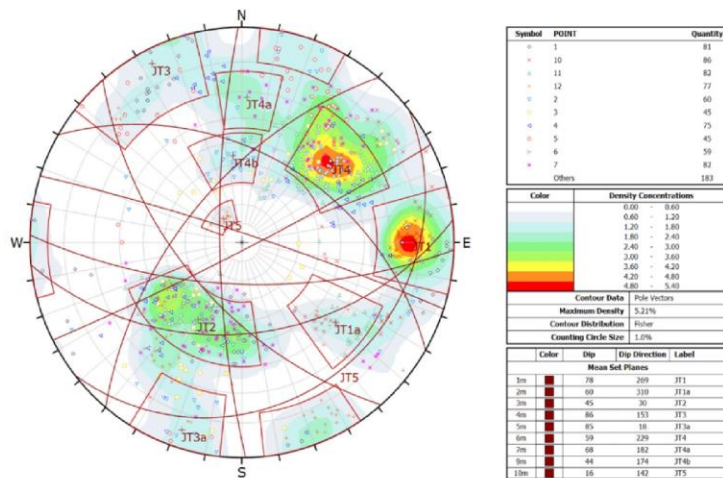 N
JT3
JT4a
JT4b
JT4
JT5
W
E
JT1
JT2
JT1a
JT5
JT3a
S
Symbol POINT Quantity
1 81
10 86
11 82
12 77
2 60
3 45
4 75
5 45
6 59
7 82
Others 183
Color Density Concentrations
0.00 - 0.60
0.60 - 1.20
1.20 - 1.80
1.80 - 2.40
2.40 - 3.00
3.00 - 3.60
3.60 - 4.20
4.20 - 4.80
4.80 - 5.40
Contour Data Pole Vectors
Maximum Density 5.21%
Contour Distribution Fisher
Counting Circle Size 1.0%
Color Dip Dip Direction Label
Mean Set Planes
1m 78 269 JT1
2m 60 310 JT1a
3m 45 30 JT2
4m 86 153 JT3
5m 85 18 JT3a
6m 59 229 JT4
7m 68 182 JT4a
9m 44 174 JT4b
10m 16 142 JT5